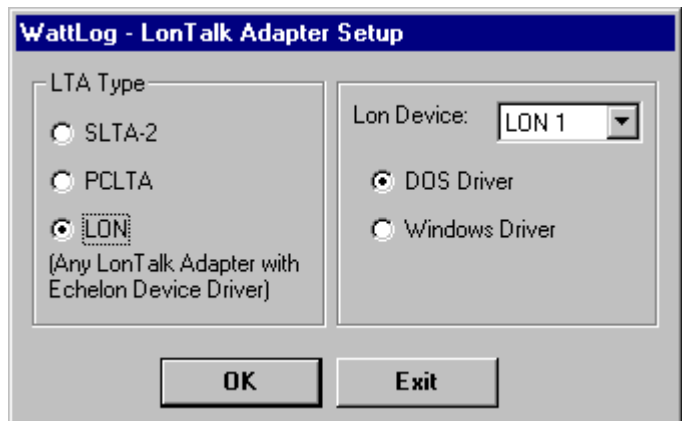 WattLog - LonTalk Adapter Setup
LTA Type
SLTA-2
PCLTA
LON
(Any LonTalk Adapter with
Echelon Device Driver)
Lon Device:
LON 1
DOS Driver
Windows Driver
OK
Exit